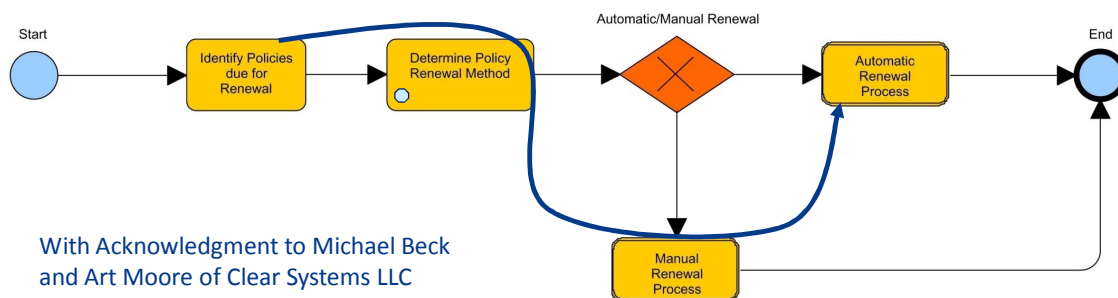 Automatic/Manual Renewal
Start
End
Identify Policies
due for
Renewal
Determine Policy
Renewal Method
Automatic
Renewal
Process
With Acknowledgment to Michael Beck
and Art Moore of Clear Systems LLC
Manual
Renewal
Process